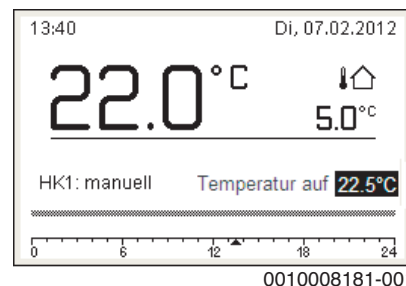 13:40 Di, 07.02.2012
22.0°C
5.0°C
HK1: manuell Temperatur auf 22.5°C
0 6 12 18 24
0010008181-00